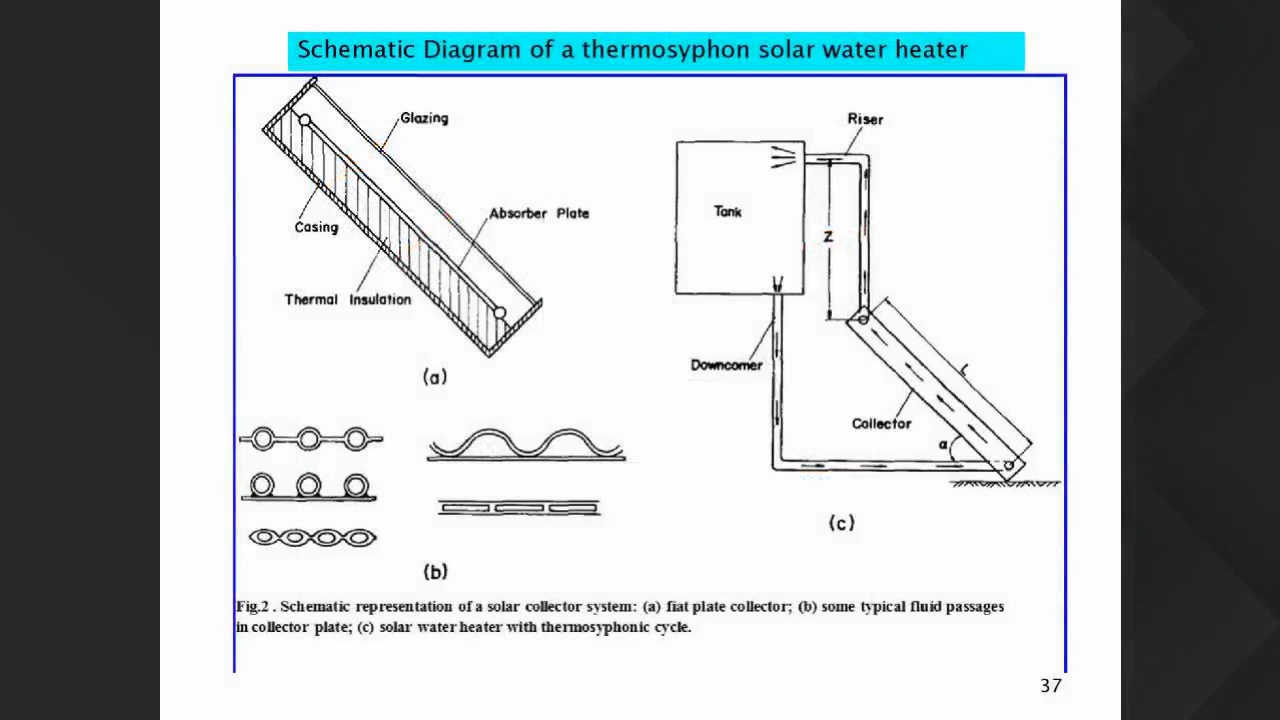 Schematic Diagram of a thermosyphon solar water heater
Glazing
Absorber Plate
Casing
Thermal Insulation
(a)
(b)
Riser
Tank
Z
Downcomer
L
Collector
α
(c)
Fig.2 . Schematic representation of a solar collector system: (a) fiat plate collector; (b) some typical fluid passages
in collector plate; (c) solar water heater with thermosyphonic cycle.
37